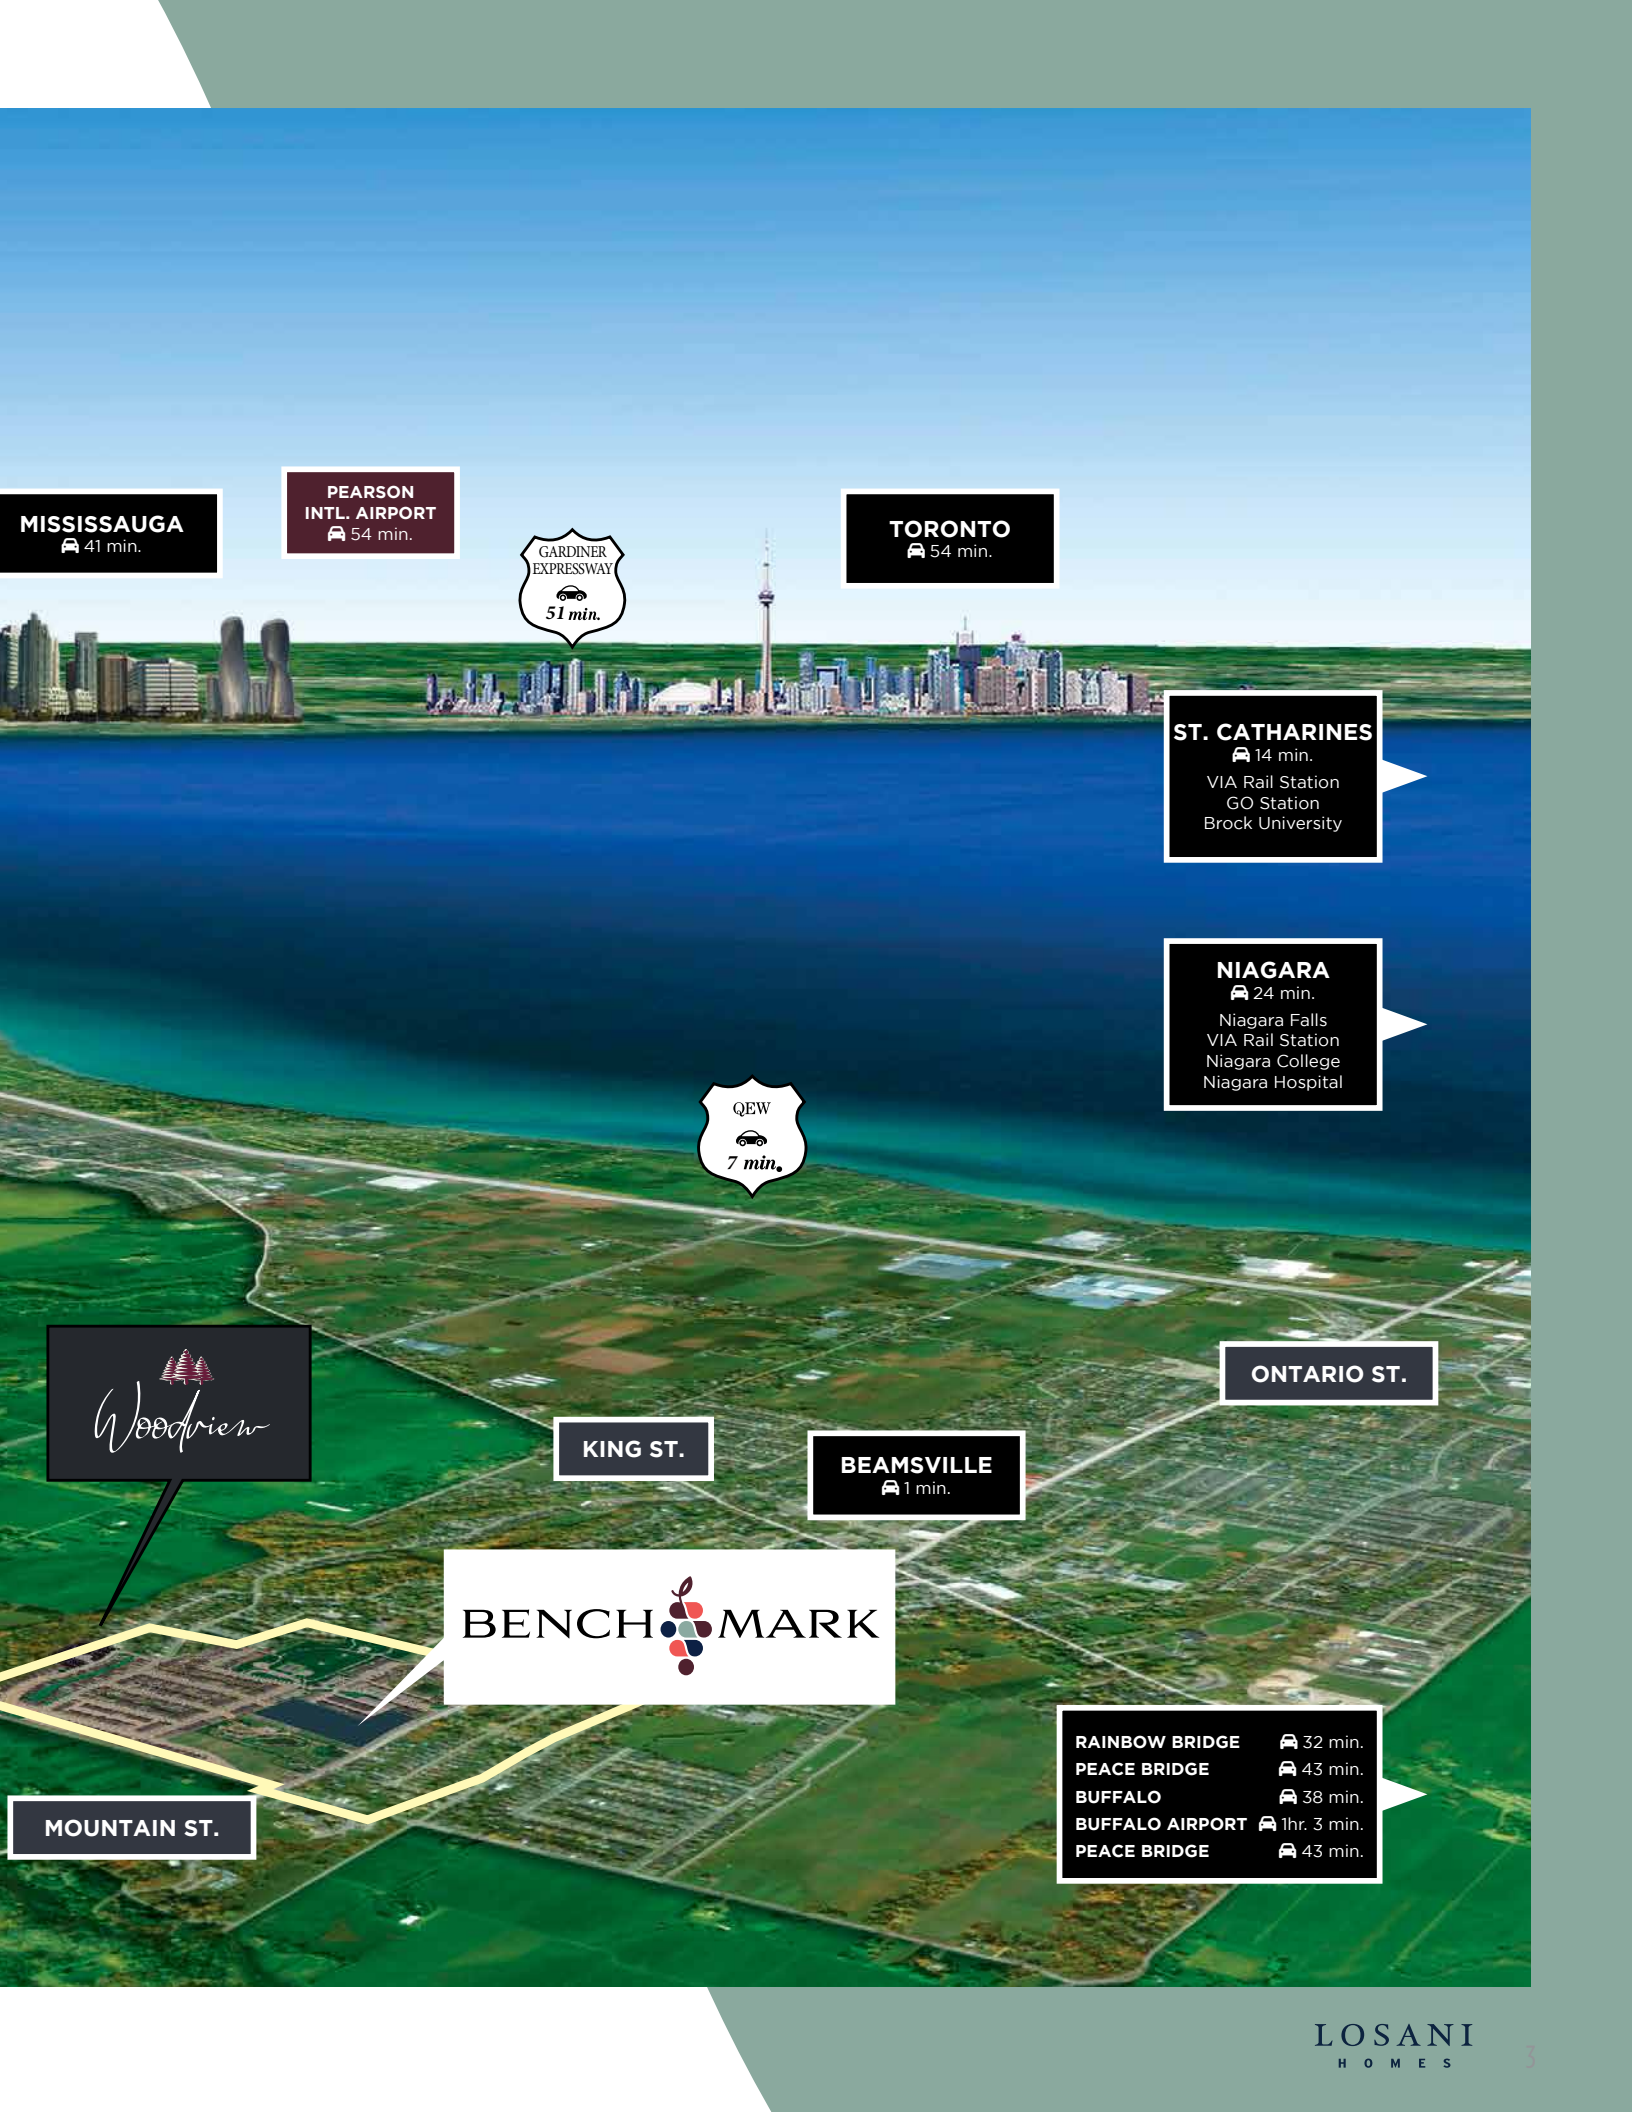 MISSISSAUGA
41 min.
PEARSON
INTL. AIRPORT
54 min.
GARDINER
EXPRESSWAY
51 min.
TORONTO
54 min.
ST. CATHARINES
14 min.
VIA Rail Station
GO Station
Brock University
NIAGARA
24 min.
Niagara Falls
VIA Rail Station
Niagara College
Niagara Hospital
QEW
7 min.
Woodview
ONTARIO ST.
KING ST.
BEAMSVILLE
1 min.
BENCH MARK
RAINBOW BRIDGE 32 min.
PEACE BRIDGE 43 min.
BUFFALO 38 min.
BUFFALO AIRPORT 1hr. 3 min.
PEACE BRIDGE 43 min.
MOUNTAIN ST.
LOSANI
HOMES
3